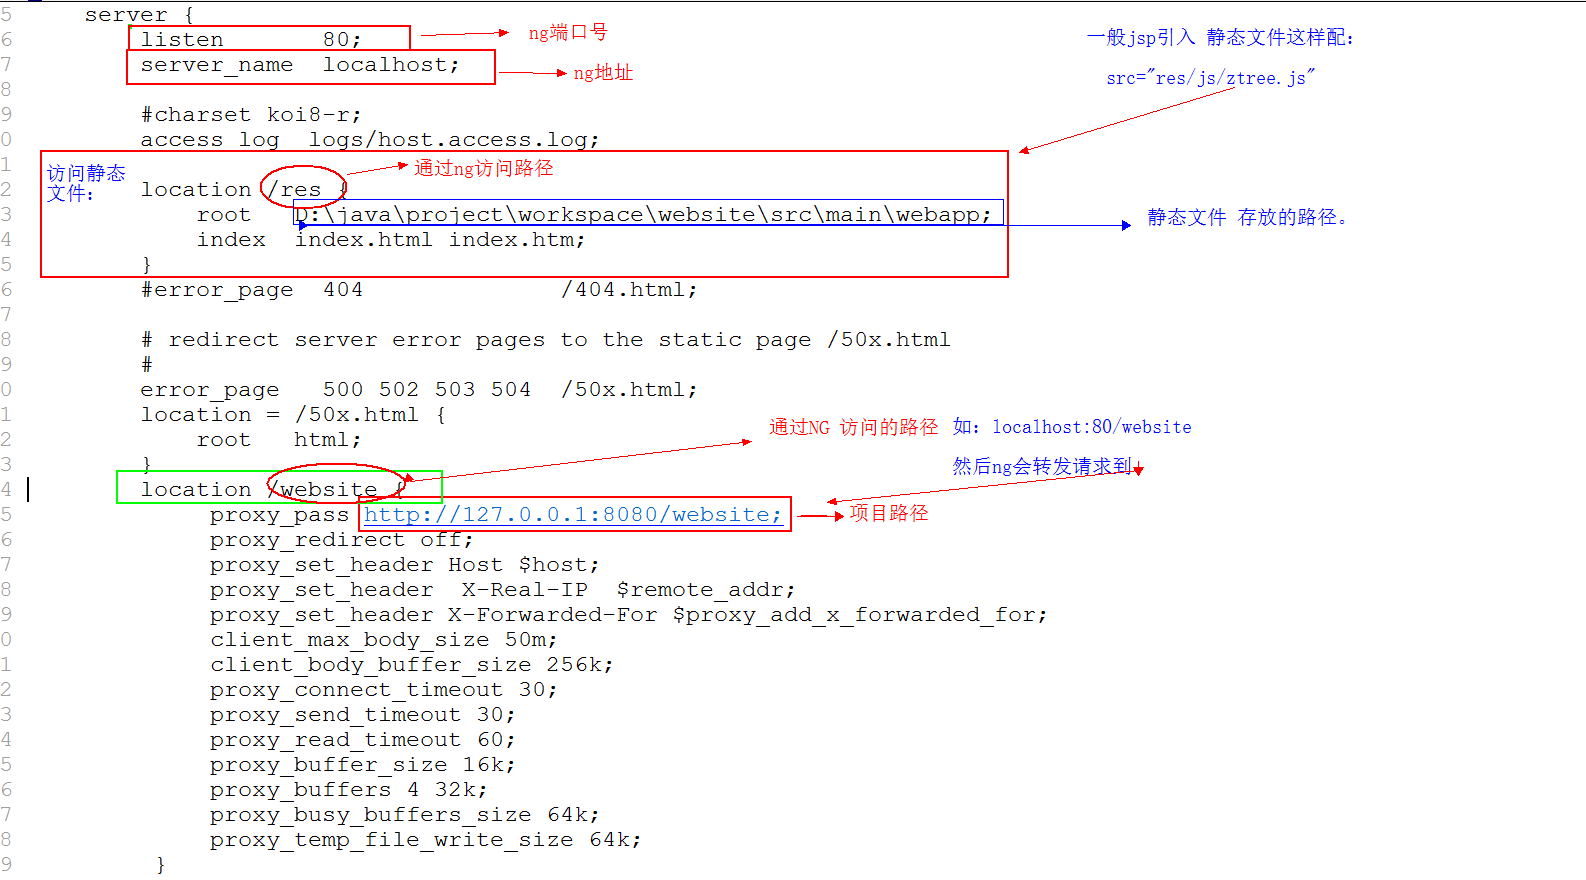 5 server {
6 listen 80; ng端口号 一般jsp引入 静态文件这样配:
7 server_name localhost; ng地址 src="res/js/ztree.js"
8
9 #charset koi8-r;
0 access_log logs/host.access.log;
1 访问静态
2 文件: location /res { 通过ng访问路径
3 root D:\java\project\workspace\website\src\main\webapp; 静态文件 存放的路径。
4 index index.html index.htm;
5 }
6 #error_page 404 /404.html;
7
8 # redirect server error pages to the static page /50x.html
9 #
0 error_page 500 502 503 504 /50x.html;
1 location = /50x.html { 通过NG 访问的路径 如: localhost:80/website
2 root html;
3 } 然后ng会转发请求到
4 location /website {
5 proxy_pass http://127.0.0.1:8080/website; 项目路径
6 proxy_redirect off;
7 proxy_set_header Host $host;
8 proxy_set_header X-Real-IP $remote_addr;
9 proxy_set_header X-Forwarded-For $proxy_add_x_forwarded_for;
0 client_max_body_size 50m;
1 client_body_buffer_size 256k;
2 proxy_connect_timeout 30;
3 proxy_send_timeout 30;
4 proxy_read_timeout 60;
5 proxy_buffer_size 16k;
6 proxy_buffers 4 32k;
7 proxy_busy_buffers_size 64k;
8 proxy_temp_file_write_size 64k;
9 }